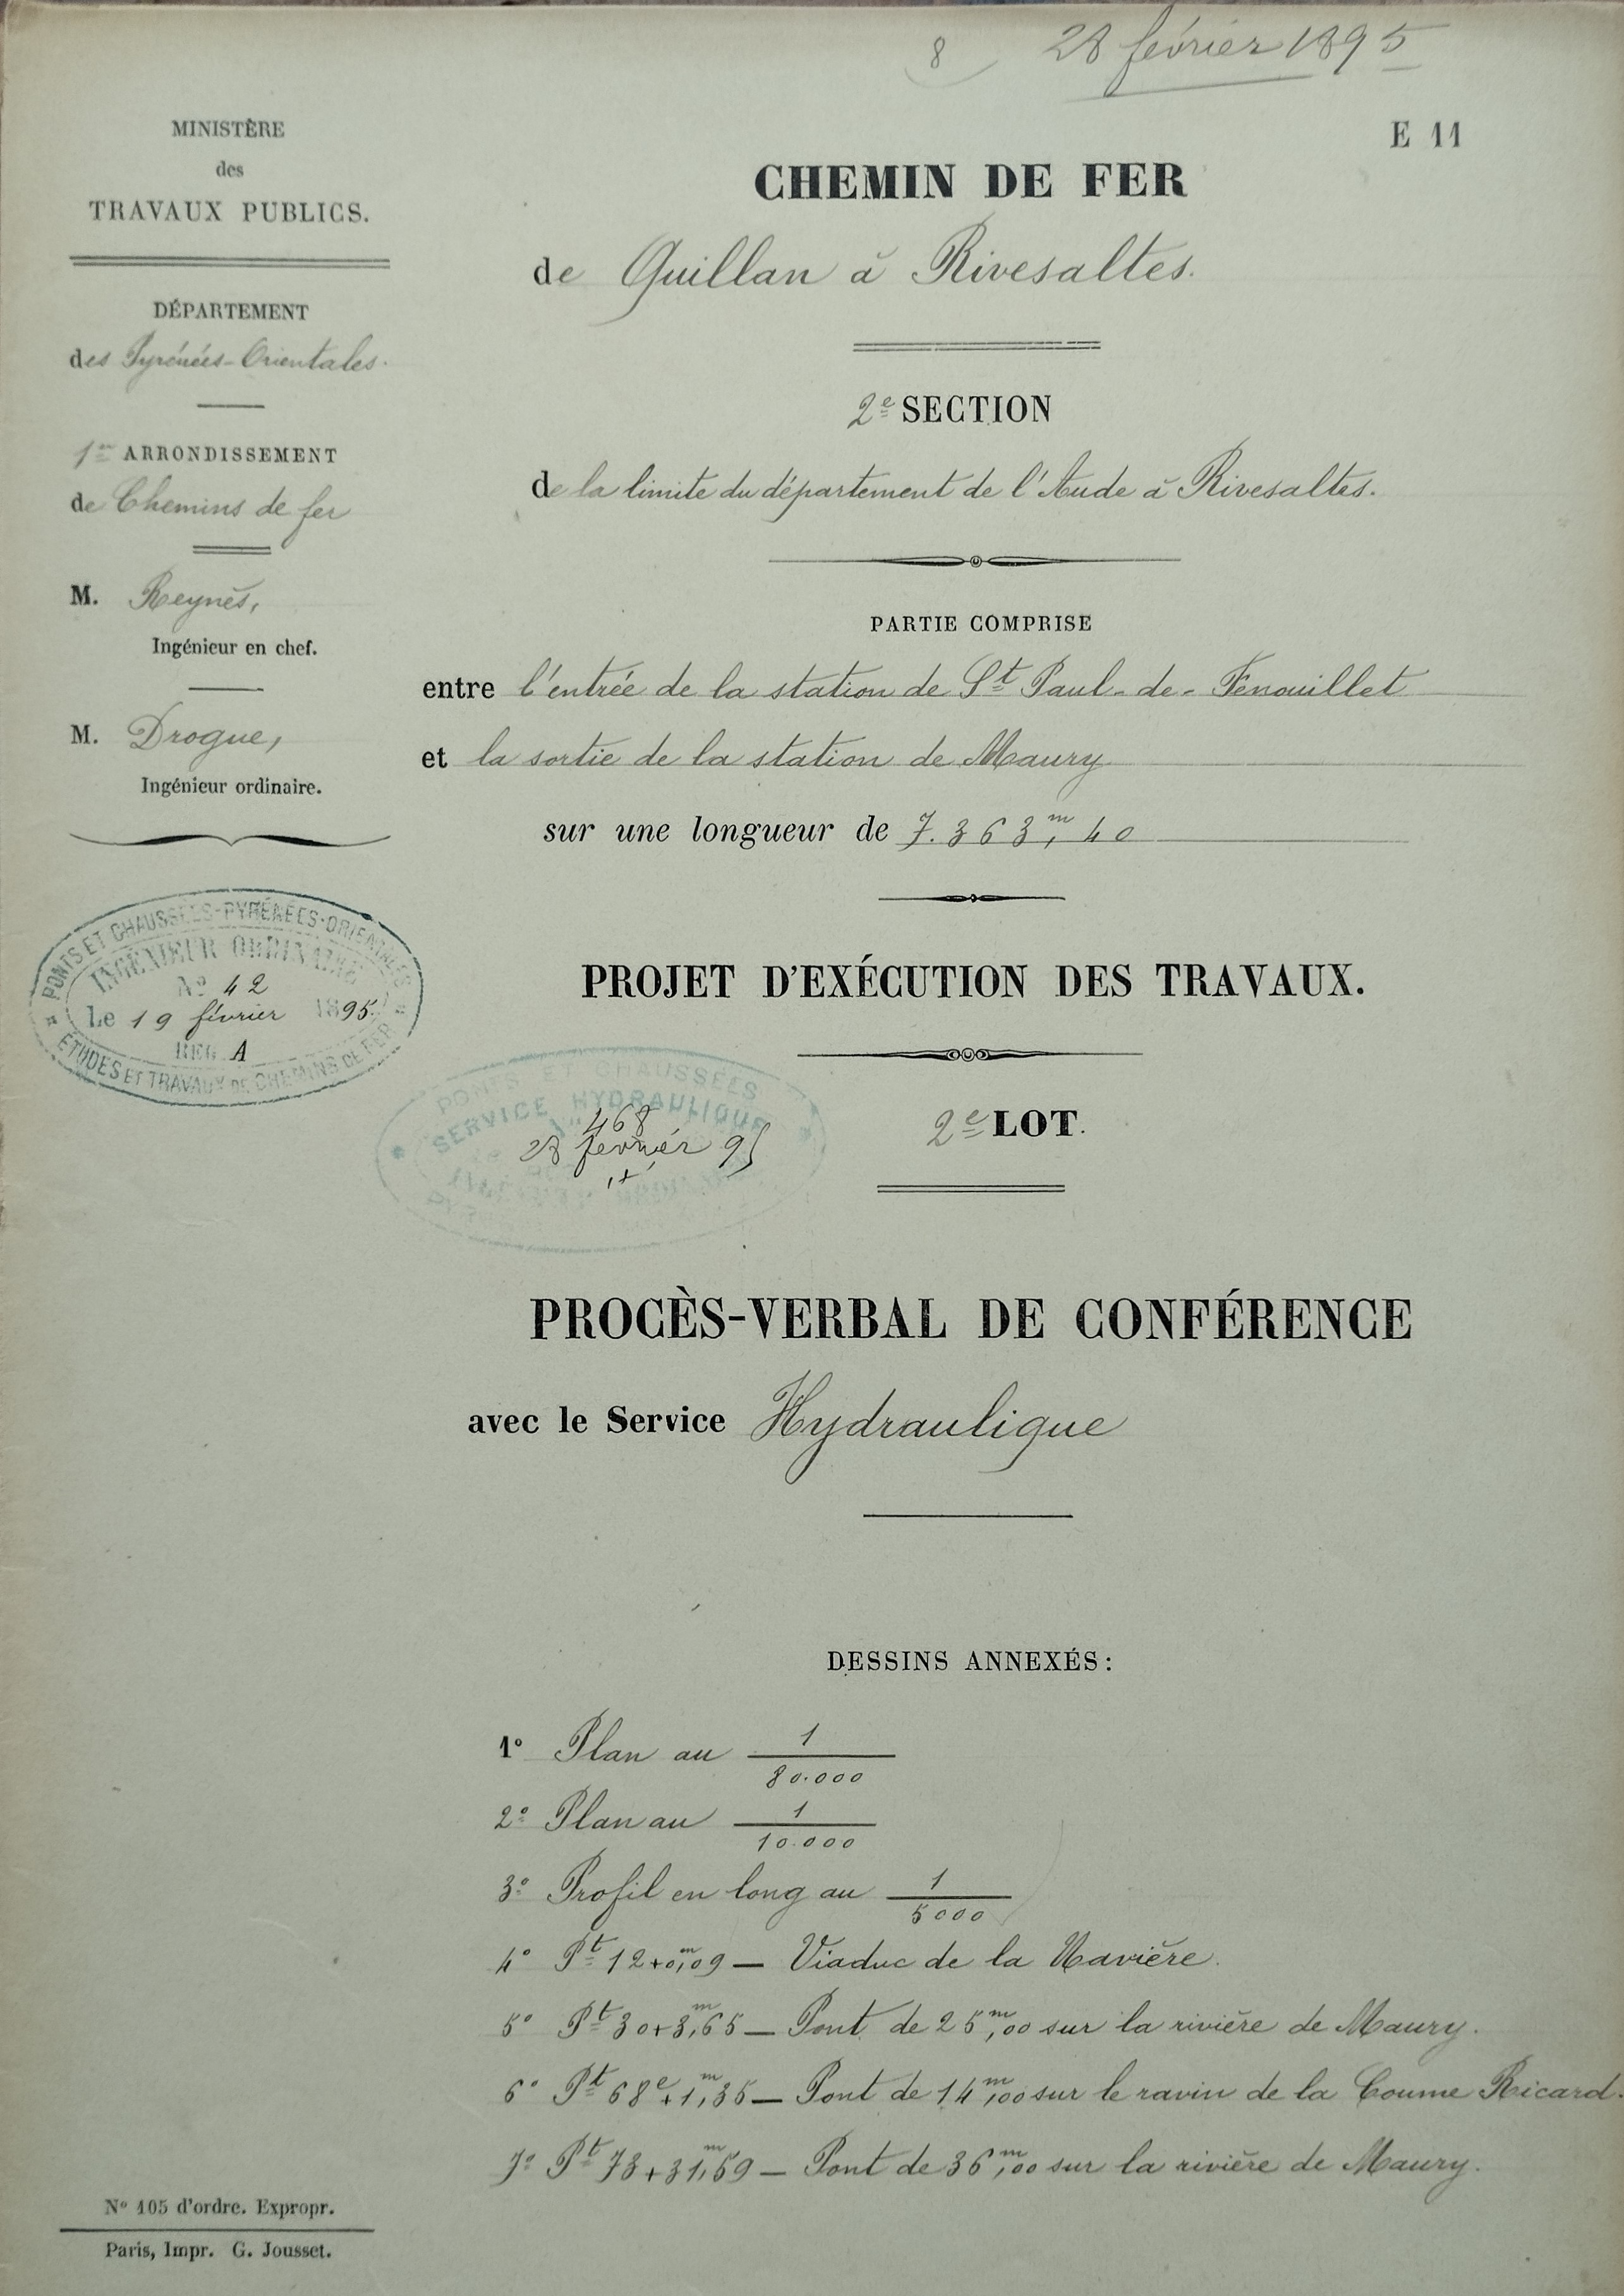 8 28 février 1895
E 11
MINISTÈRE
des
TRAVAUX PUBLICS.
DÉPARTEMENT
des Pyrénées-Orientales.
1er ARRONDISSEMENT
de Chemins de fer
M. Reynès,
Ingénieur en chef.
M. Drogue,
Ingénieur ordinaire.
PONTS ET CHAUSSÉES-PYRÉNÉES-ORIENTALES
INGÉNIEUR ORDINAIRE
No 42
Le 19 février 1895.
REG. A
ÉTUDES ET TRAVAUX DE CHEMINS DE FER
CHEMIN DE FER
de Quillan à Rivesaltes.
2e SECTION
de la limite du département de l'Aude à Rivesaltes.
PARTIE COMPRISE
entre l'entrée de la station de St Paul-de-Fenouillet
et la sortie de la station de Maury
sur une longueur de 7.363m,40
PROJET D'EXÉCUTION DES TRAVAUX.
PONTS ET CHAUSSÉES
SERVICE HYDRAULIQUE
468
28 février 95
2e LOT.
PROCÈS-VERBAL DE CONFÉRENCE
avec le Service Hydraulique
DESSINS ANNEXÉS:
1° Plan au 1/80.000
2° Plan au 1/10.000
3° Profil en long au 1/5000
4° Pt 12+0m,09 — Viaduc de la Navière.
5° Pt 30+3m,65 — Pont de 25m,00 sur la rivière de Maury.
6° Pt 68e+1m,35 — Pont de 14m,00 sur le ravin de la Coume Ricard.
7° Pt 73+31m,59 — Pont de 36m,00 sur la rivière de Maury.
No 105 d'ordre. Expropr.
Paris, Impr. G. Jousset.